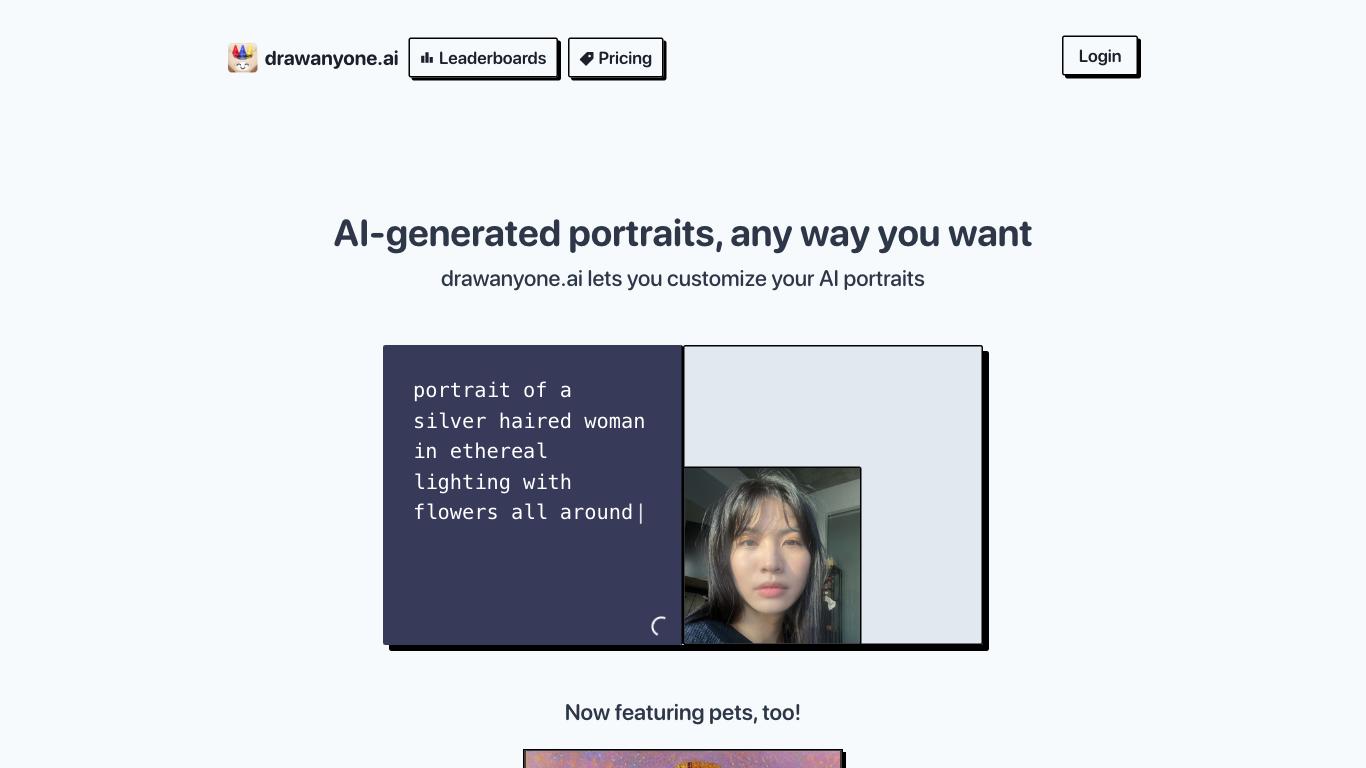 drawanyone.ai
Leaderboards
Pricing
Login
AI-generated portraits, any way you want
drawanyone.ai lets you customize your AI portraits
portrait of a
silver haired woman
in ethereal
lighting with
flowers all around|
Now featuring pets, too!